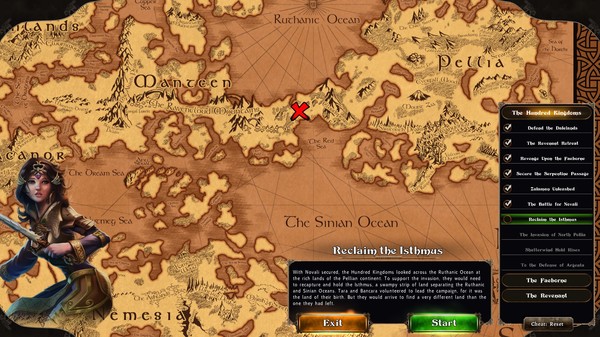 Ruthanic Ocean
Pellia
Manteen
The Ravencourt Mountains
The Red Sea
The Dream Sea
The Sinian Ocean
Nemesia
The Hundred Kingdoms
Defend the Dolelands
The Revenant Retreat
Revenge Upon the Faeborne
Secure the Serpentine Passage
Unleashed
The Battle for Novali
Reclaim the Isthmus
The Invasion of North Pellia
Shatterwind Hold Rises
To the Defense of
The Faeborne
The Revenant
Cheat: Reset
Reclaim the Isthmus
With Novali secured, the Hundred Kingdoms looked across the Ruthanic Ocean at
the rich lands of the Pellian continent. To support the invasion, they would need
to recapture and hold the Isthmus, a swampy strip of land separating the Ruthanic
and Sinian Oceans. Tara and Bancara volunteered to lead the campaign, for it was
the land of their birth. But they would arrive to find a very different land than the
one they had left.
Exit
Start